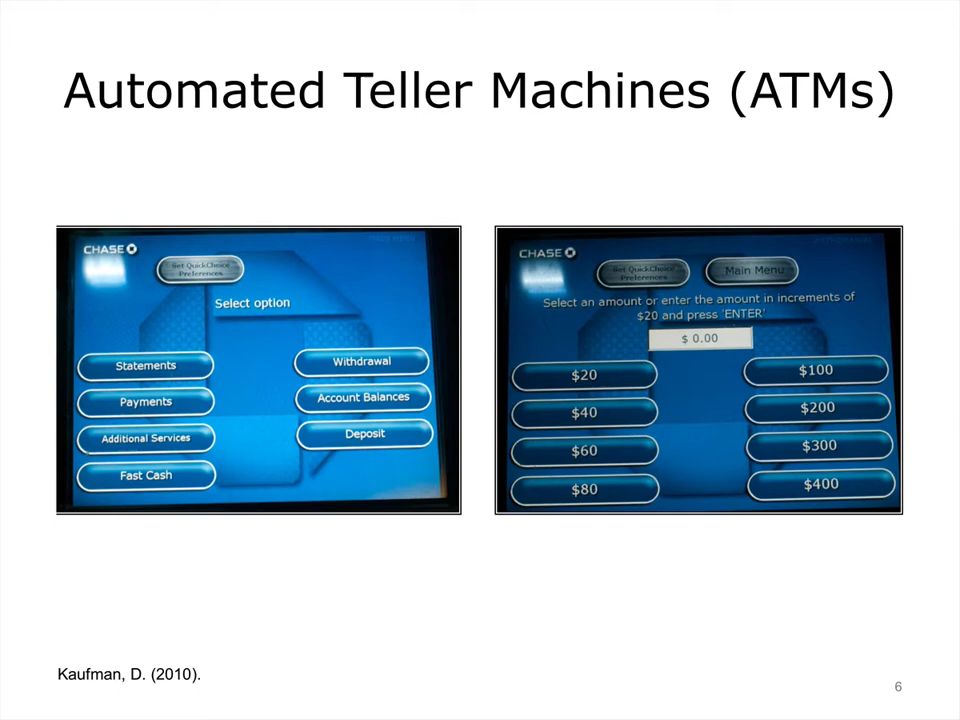 Automated Teller Machines (ATMs)
CHASE
Set QuickChoice
Preferences
Select option
Statements
Payments
Additional Services
Fast Cash
Withdrawal
Account Balances
Deposit
CHASE
Set QuickChoice
Preferences
Main Menu
Select an amount or enter the amount in increments of
$20 and press 'ENTER'
$ 0.00
$20
$40
$60
$80
$100
$200
$300
$400
Kaufman, D. (2010).
6